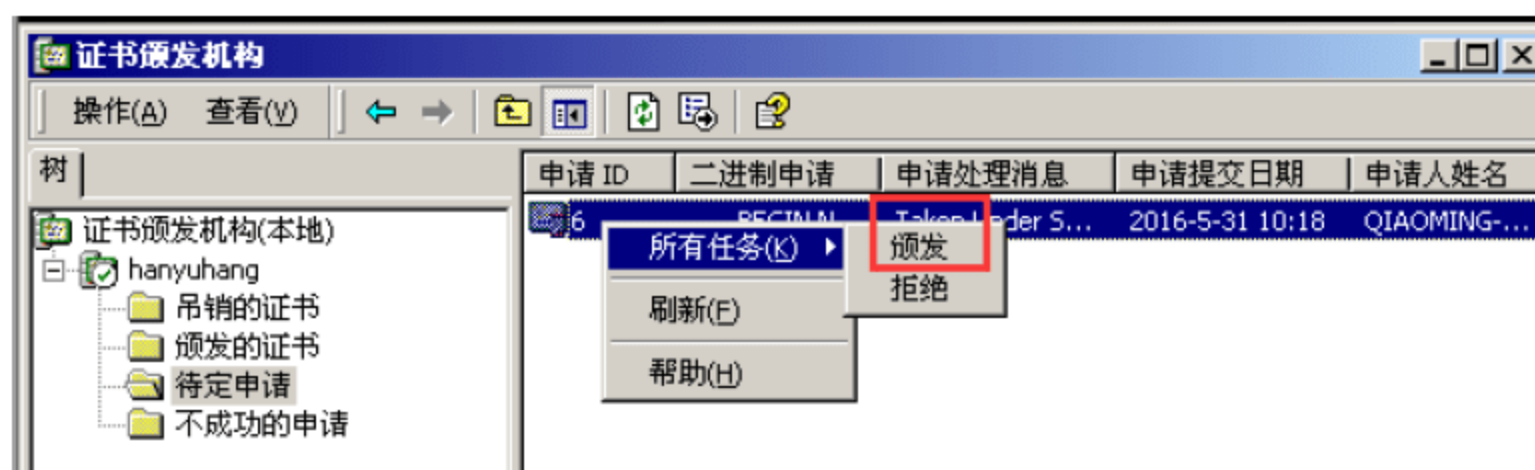 证书颁发机构
操作(A) 查看(V)
树
申请 ID 二进制申请 申请处理消息 申请提交日期 申请人姓名
证书颁发机构(本地)
hanyuhang
吊销的证书
颁发的证书
待定申请
不成功的申请
6 2016-5-31 10:18 QIAOMING-...
所有任务(K)
刷新(F)
帮助(H)
颁发
拒绝